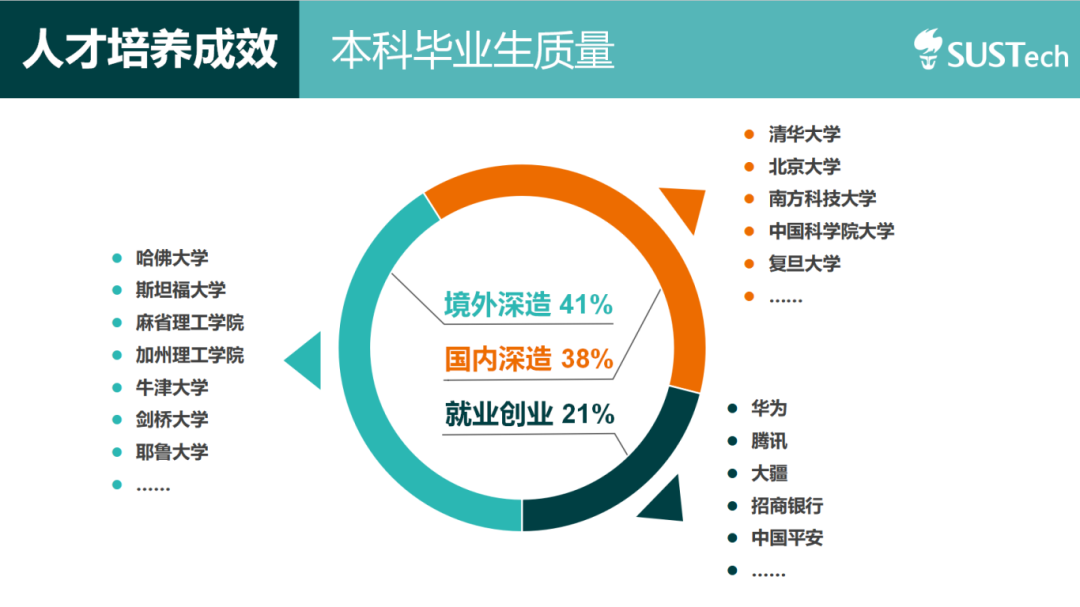 人才培养成效
本科毕业生质量
SUSTech
清华大学
北京大学
南方科技大学
中国科学院大学
复旦大学
......
哈佛大学
斯坦福大学
麻省理工学院
加州理工学院
牛津大学
剑桥大学
耶鲁大学
......
境外深造 41%
国内深造 38%
就业创业 21%
华为
腾讯
大疆
招商银行
中国平安
......